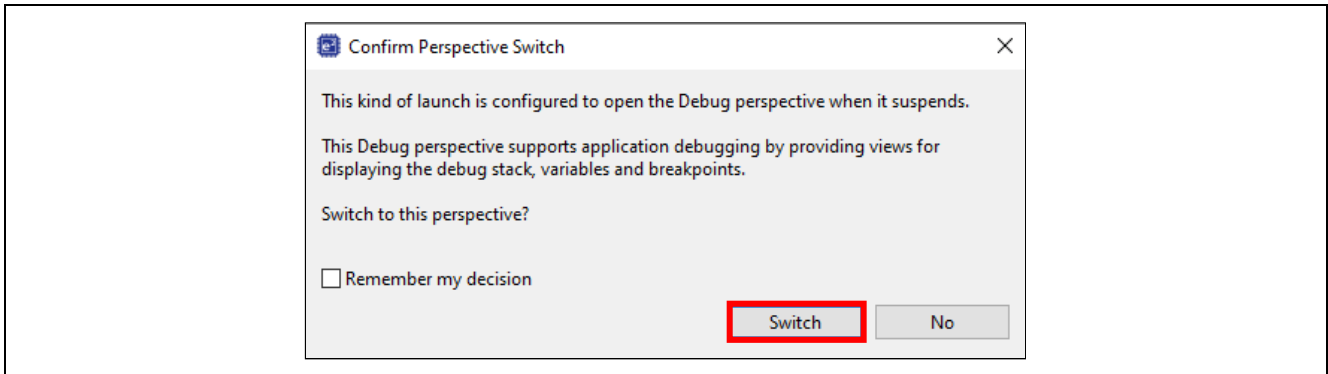 Confirm Perspective Switch
This kind of launch is configured to open the Debug perspective when it suspends.
This Debug perspective supports application debugging by providing views for
displaying the debug stack, variables and breakpoints.
Switch to this perspective?
Remember my decision
Switch No